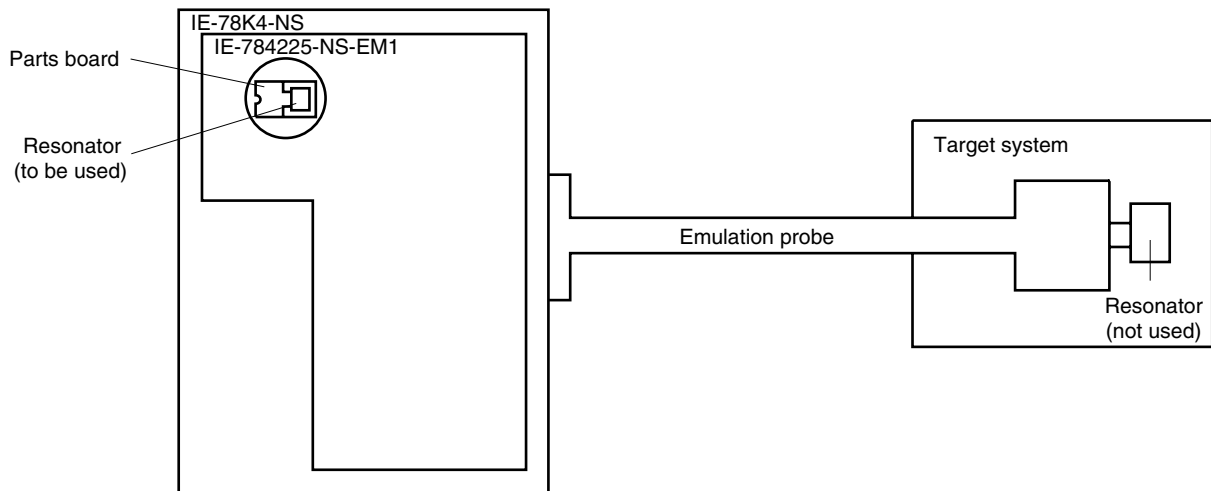 IE-78K4-NS
IE-784225-NS-EM1
Parts board
Resonator
(to be used)
Target system
Emulation probe
Resonator
(not used)